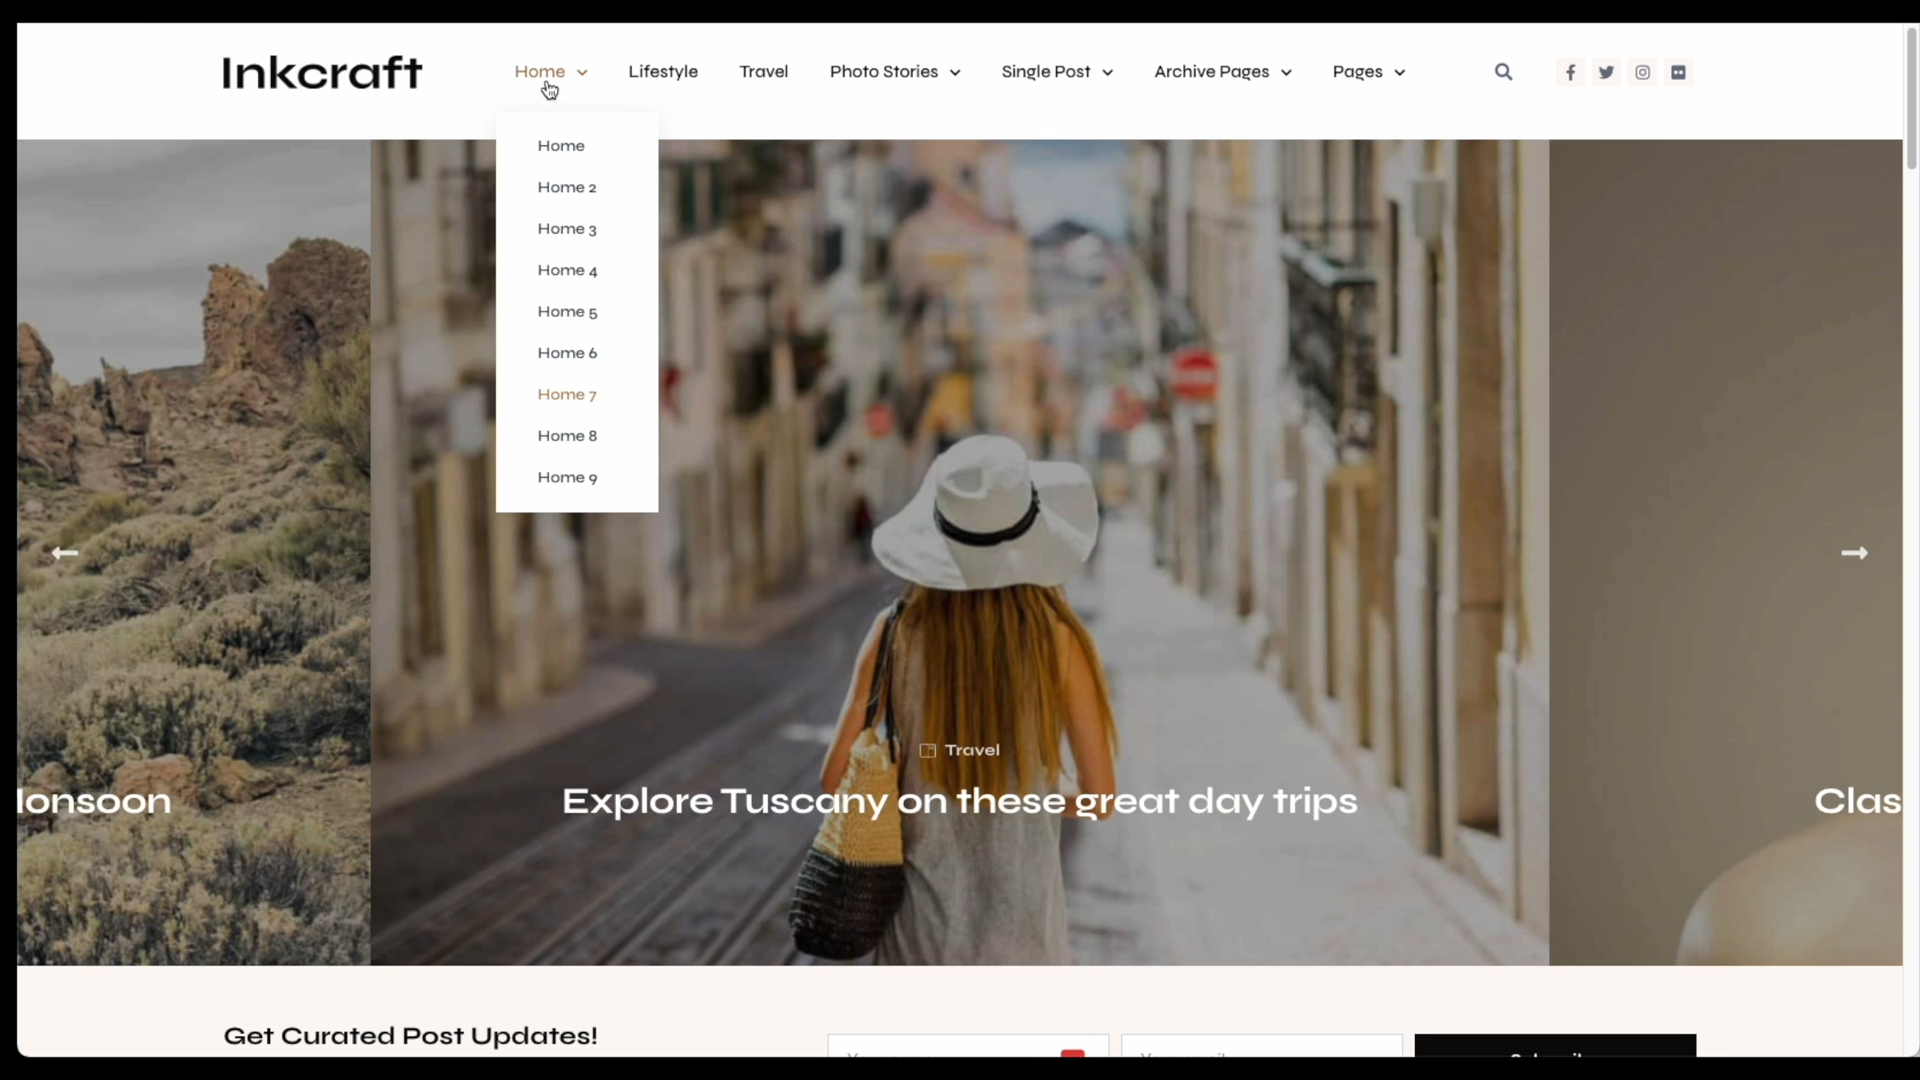 Inkcraft
Home Lifestyle Travel Photo Stories Single Post Archive Pages Pages
Home
Home 2
Home 3
Home 4
Home 5
Home 6
Home 7
Home 8
Home 9
Travel
Explore Tuscany on these great day trips
Get Curated Post Updates!